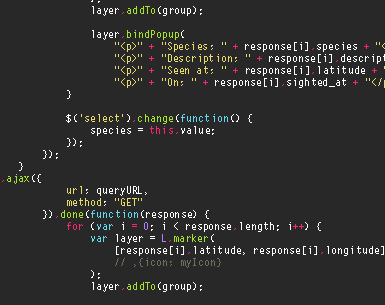 layer.addTo(group);
layer.bindPopup(
"<p>" + "Species: " + response[i].species + "<
"<p>" + "Description: " + response[i].descript
"<p>" + "Seen at: " + response[i].latitude + "
"<p>" + "On: " + response[i].sighted_at + "</p
}
$('select').change(function() {
species = this.value;
});
});
}
.ajax({
url: queryURL,
method: "GET"
}).done(function(response) {
for (var i = 0; i < response.length; i++) {
var layer = L.marker(
[response[i].latitude, response[i].longitude]
// ,{icon: myIcon}
);
layer.addTo(group);